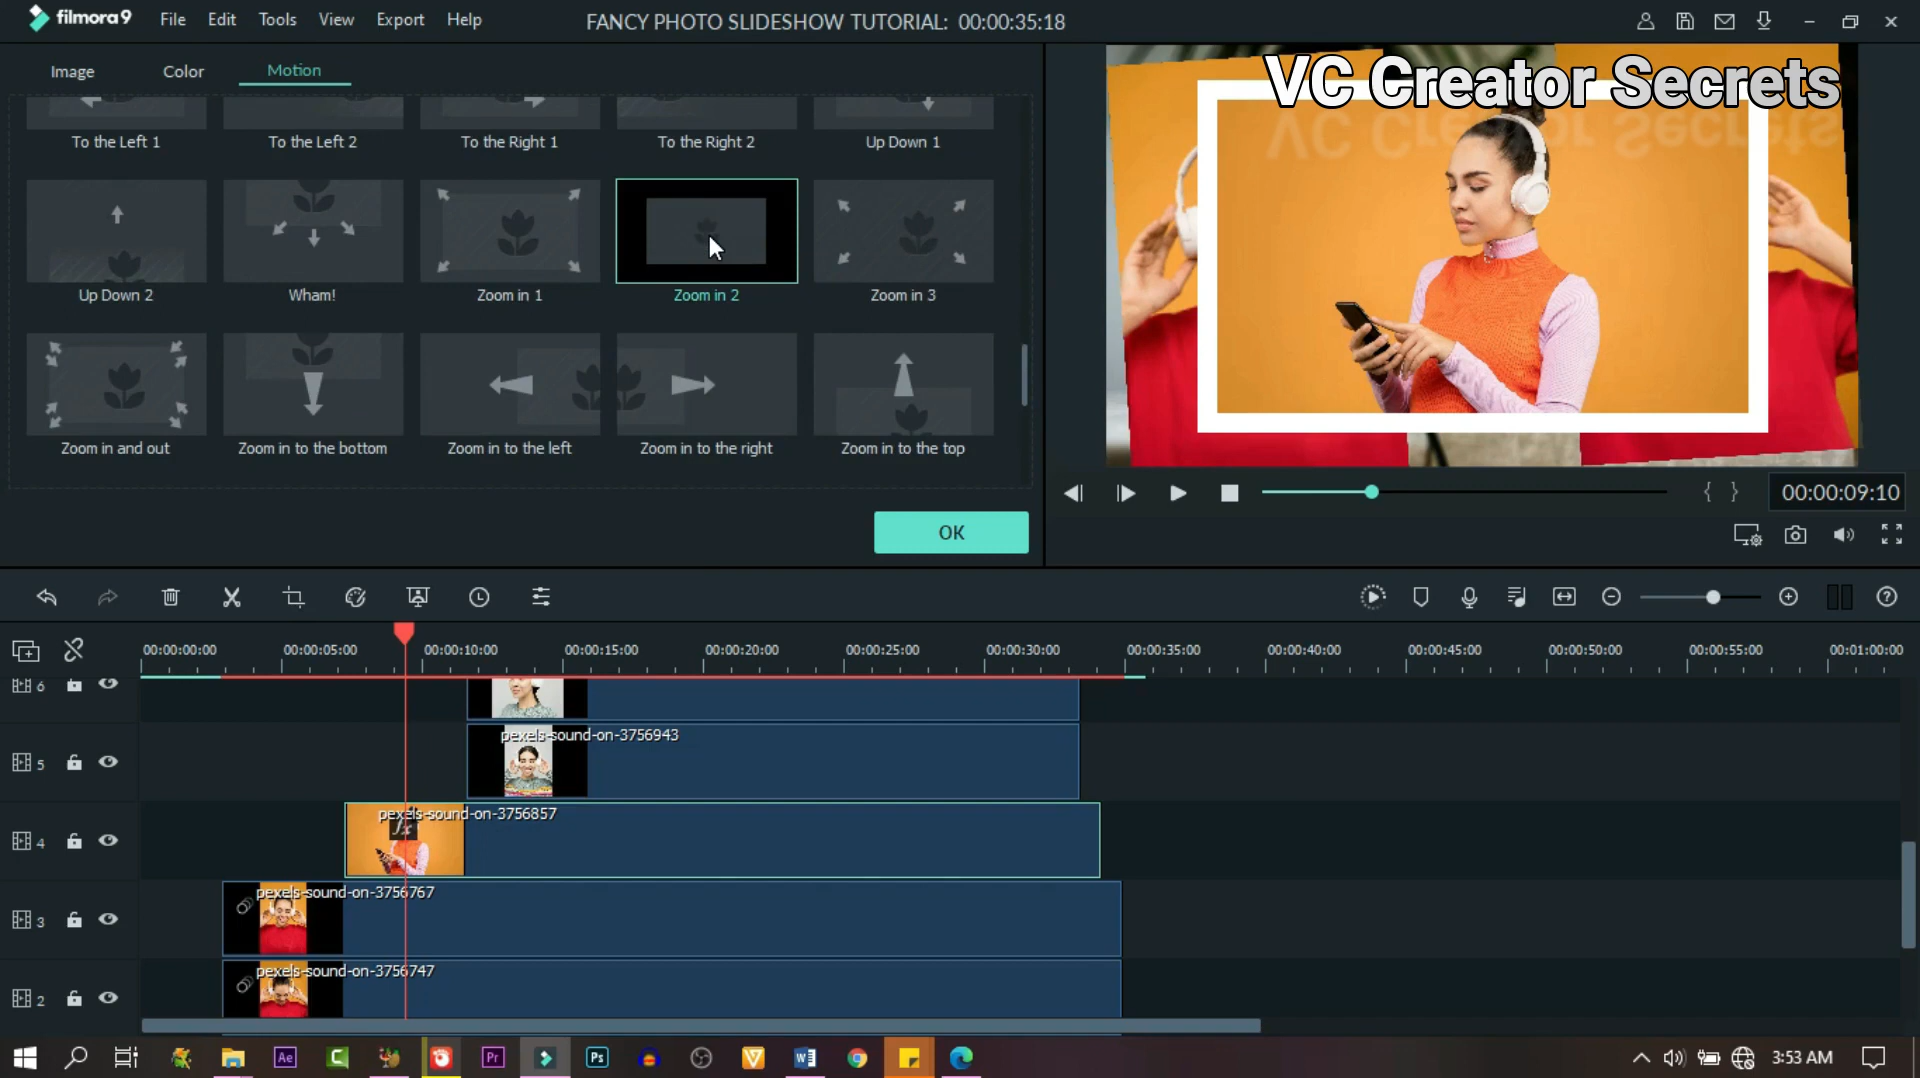 filmora9 File Edit Tools View Export Help FANCY PHOTO SLIDESHOW TUTORIAL: 00:00:35:18
Image Color Motion
VC Creator Secrets
To the Left 1 To the Left 2 To the Right 1 To the Right 2 Up Down 1
Up Down 2 Wham! Zoom in 1 Zoom in 2 Zoom in 3
Zoom in and out Zoom in to the bottom Zoom in to the left Zoom in to the right Zoom in to the top
{ } 00:00:09:10
OK
00:00:00:00 00:00:05:00 00:00:10:00 00:00:15:00 00:00:20:00 00:00:25:00 00:00:30:00 00:00:35:00 00:00:40:00 00:00:45:00 00:00:50:00 00:00:55:00 00:01:00:00
6
pexels-sound-on-3756943
5
pexels-sound-on-3756857
fx
4
pexels-sound-on-3756767
3
pexels-sound-on-3756747
2
Ae Pr Ps 3:53 AM